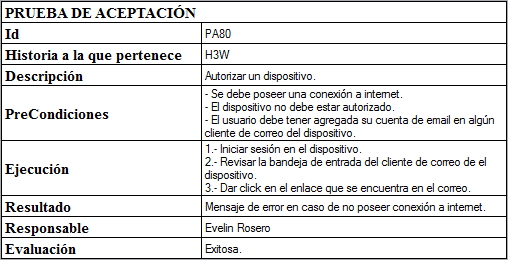 PRUEBA DE ACEPTACIÓN
Id PA80
Historia a la que pertenece H3W
Descripción Autorizar un dispositivo.
PreCondiciones
- Se debe poseer una conexión a internet.
- El dispositivo no debe estar autorizado.
- El usuario debe tener agregada su cuenta de email en algún
cliente de correo del dispositivo.
Ejecución
1.- Iniciar sesión en el dispositivo.
2.- Revisar la bandeja de entrada del cliente de correo de el
dispositivo.
3.- Dar click en el enlace que se encuentra en el correo.
Resultado Mensaje de error en caso de no poseer conexión a internet.
Responsable Evelin Rosero
Evaluación Exitosa.